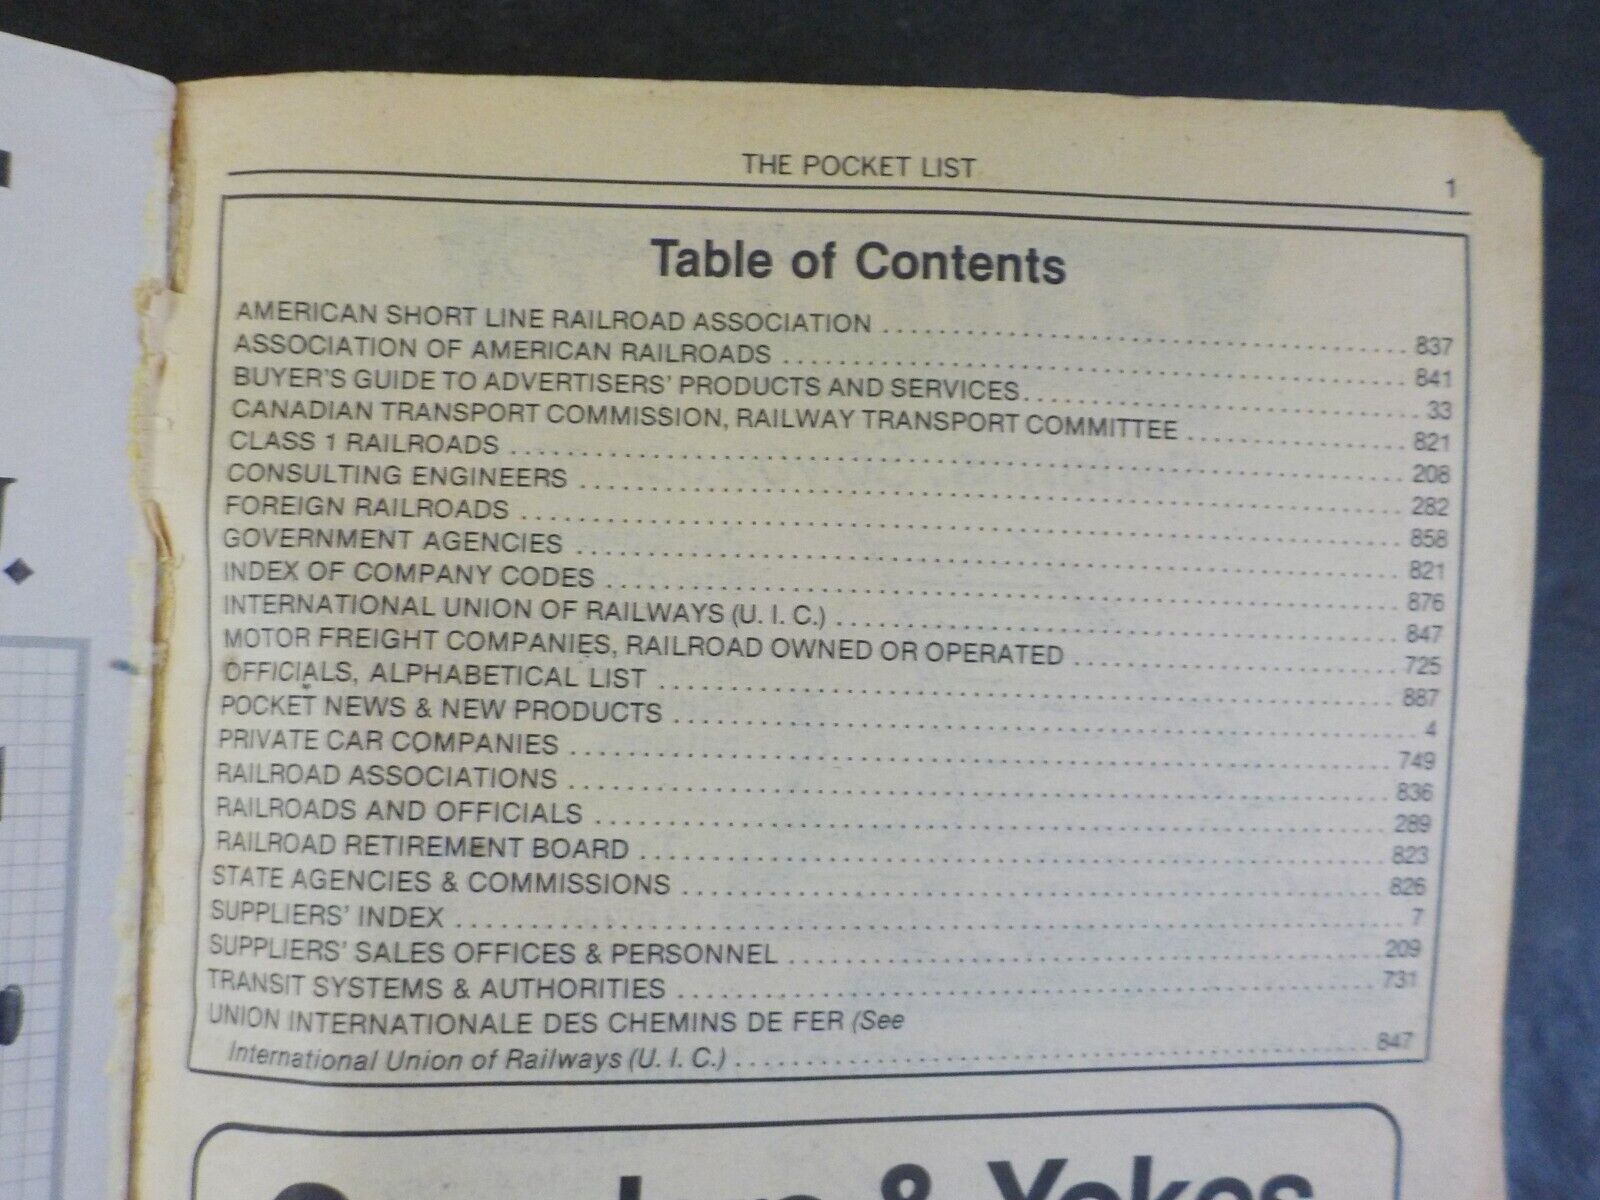 THE POCKET LIST 1
Table of Contents
AMERICAN SHORT LINE RAILROAD ASSOCIATION 837
ASSOCIATION OF AMERICAN RAILROADS 841
BUYER'S GUIDE TO ADVERTISERS' PRODUCTS AND SERVICES 33
CANADIAN TRANSPORT COMMISSION, RAILWAY TRANSPORT COMMITTEE 821
CLASS 1 RAILROADS 208
CONSULTING ENGINEERS 282
FOREIGN RAILROADS 858
GOVERNMENT AGENCIES 821
INDEX OF COMPANY CODES 876
INTERNATIONAL UNION OF RAILWAYS (U. I. C.) 847
MOTOR FREIGHT COMPANIES, RAILROAD OWNED OR OPERATED 725
OFFICIALS, ALPHABETICAL LIST 887
POCKET NEWS & NEW PRODUCTS 4
PRIVATE CAR COMPANIES 749
RAILROAD ASSOCIATIONS 836
RAILROADS AND OFFICIALS 289
RAILROAD RETIREMENT BOARD 823
STATE AGENCIES & COMMISSIONS 826
SUPPLIERS' INDEX 7
SUPPLIERS' SALES OFFICES & PERSONNEL 209
TRANSIT SYSTEMS & AUTHORITIES 731
UNION INTERNATIONALE DES CHEMINS DE FER (See
International Union of Railways (U. I. C.) 847
& Yokes